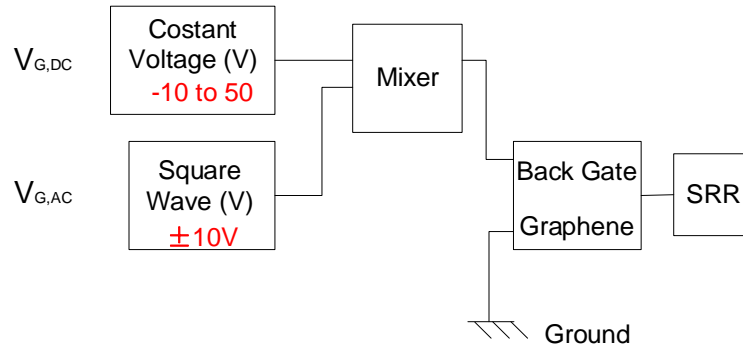 V_G,DC
Costant
Voltage (V)
-10 to 50
Mixer
V_G,AC
Square
Wave (V)
±10V
Back Gate
Graphene
SRR
Ground